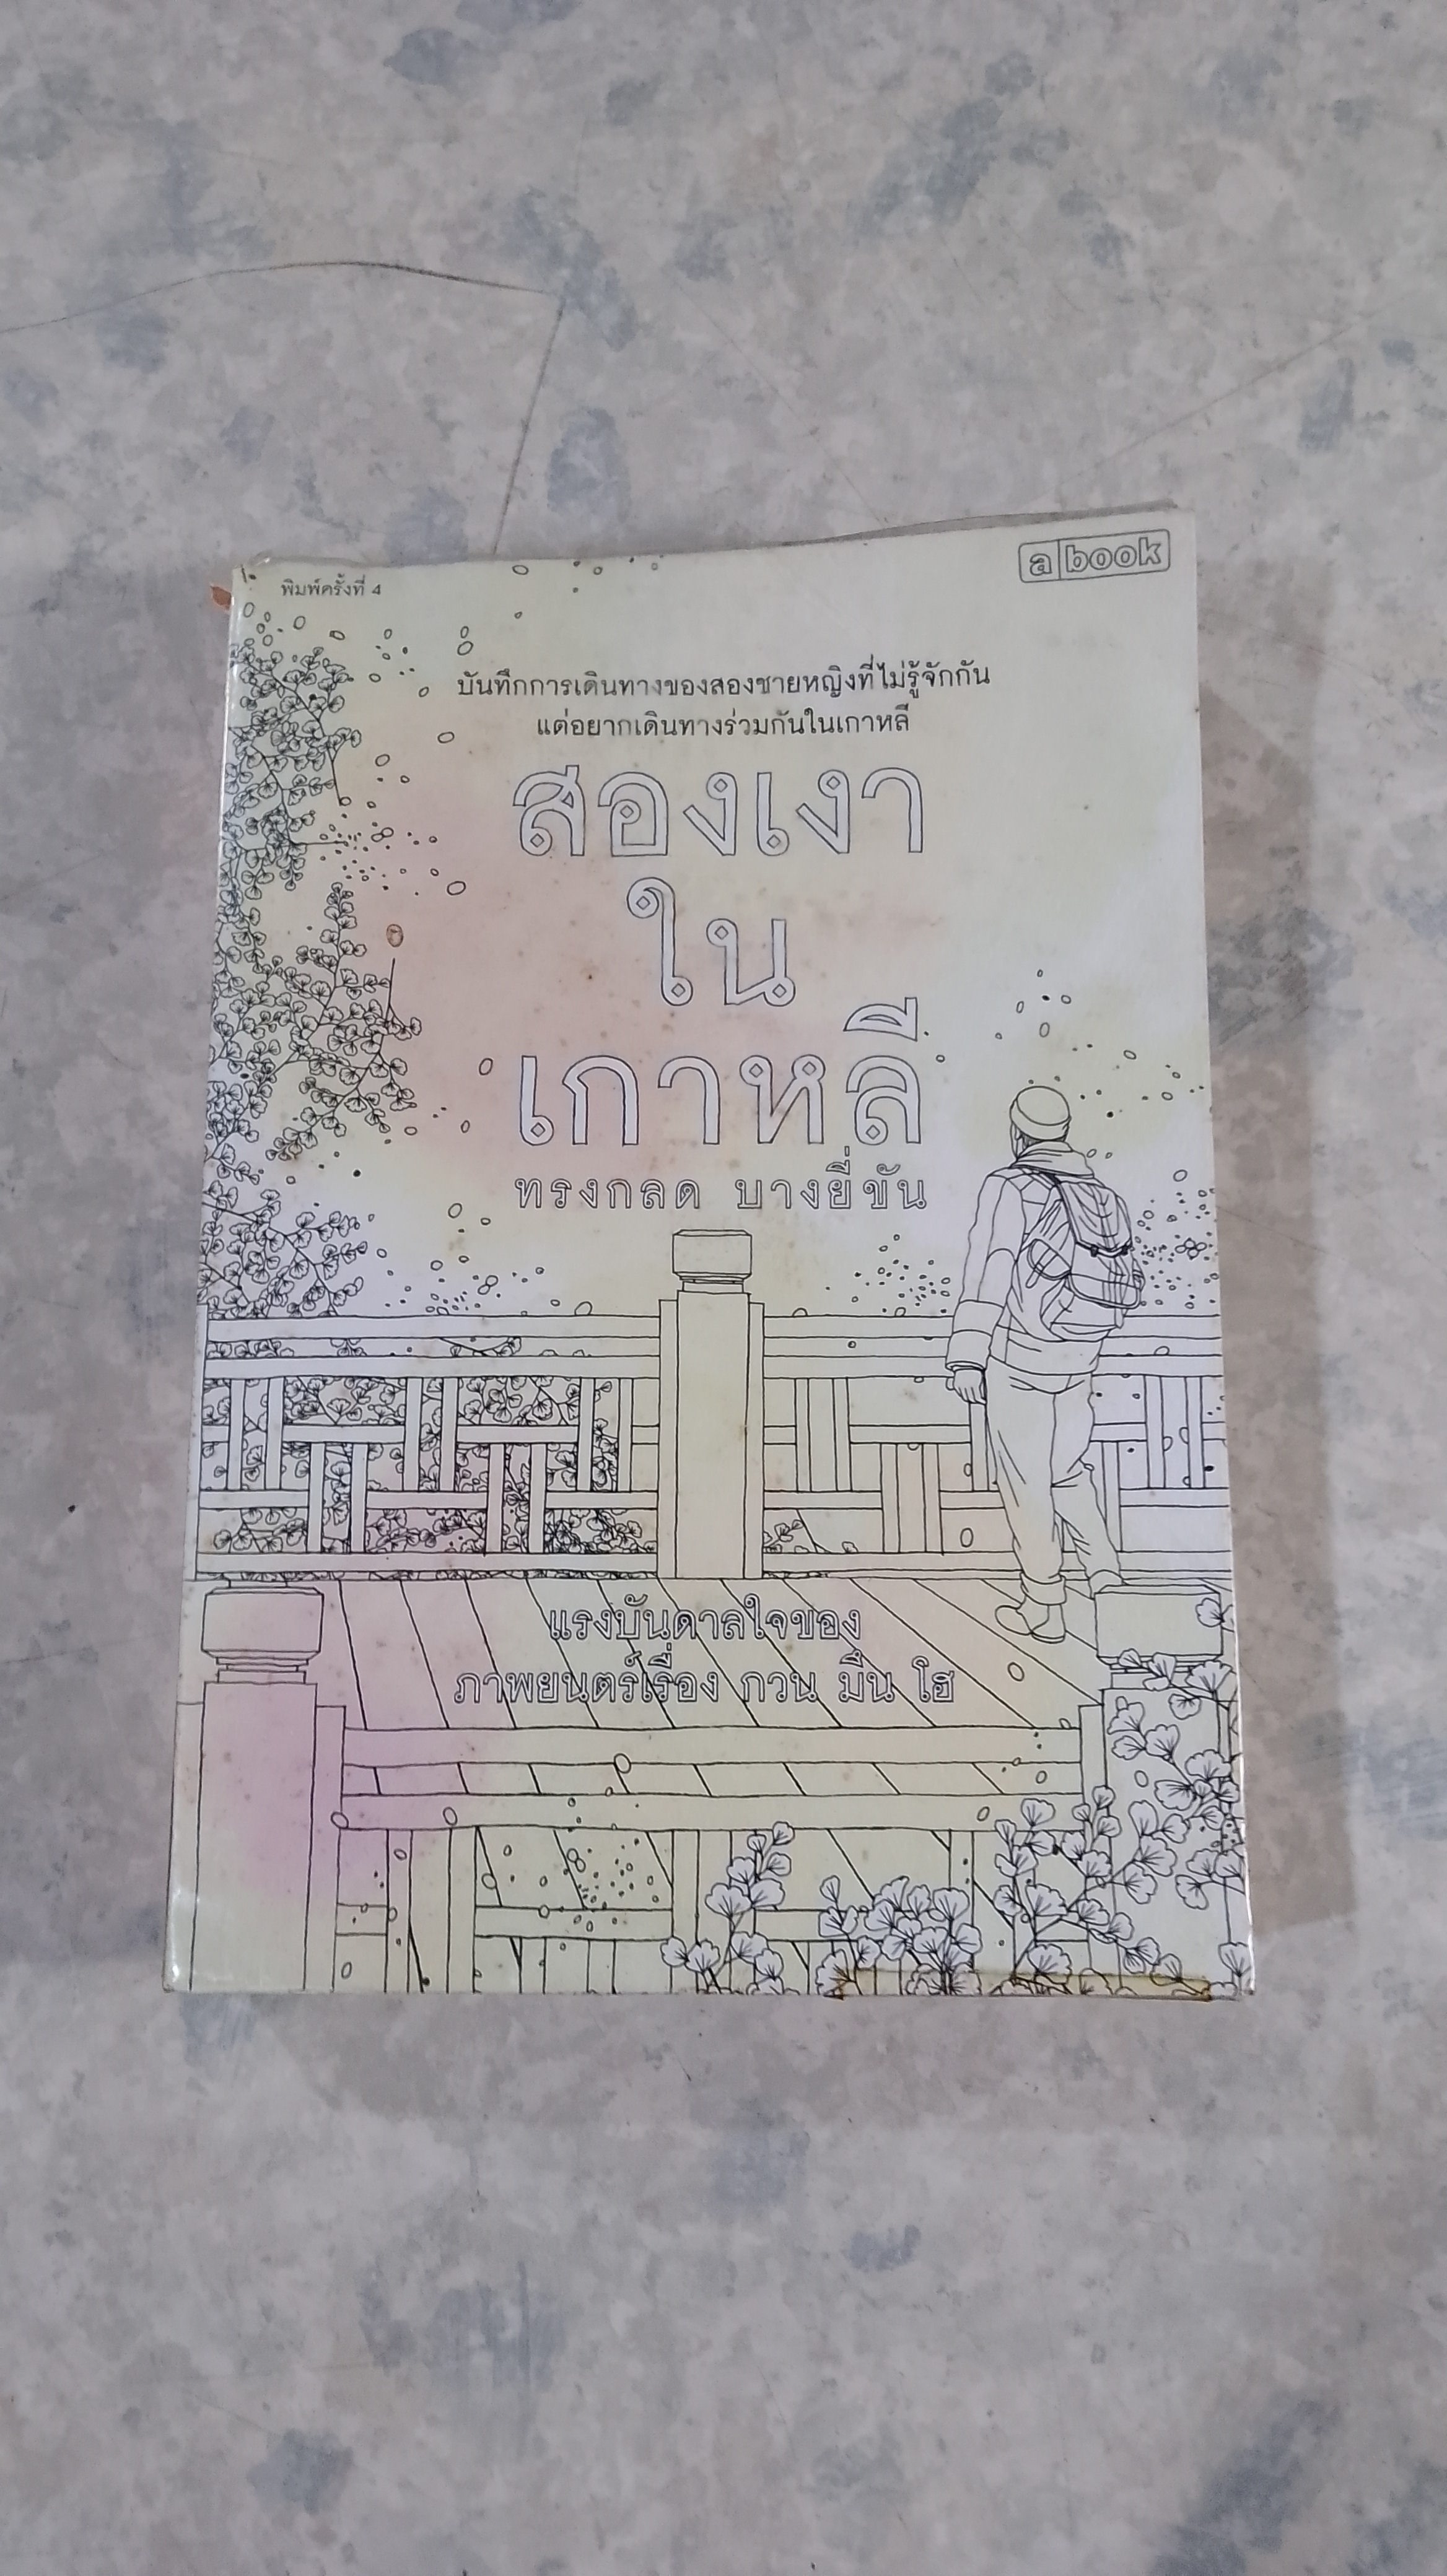 a book
พิมพ์ครั้งที่ 4
บันทึกการเดินทางของสองชายหญิงที่ไม่รู้จักกัน
แต่อยากเดินทางร่วมกันในเกาหลี
สองเงา
ใน
เกาหลี
ทรงกลด บางยี่ขัน
แรงบันดาลใจของ
ภาพยนตร์เรื่อง กวน มึน โฮ